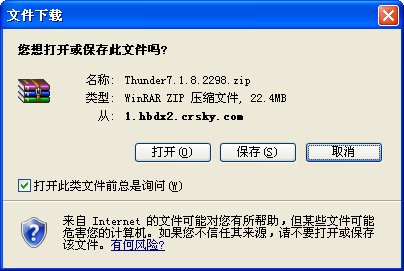 文件下载
您想打开或保存此文件吗?
名称: Thunder7.1.8.2298.zip
类型: WinRAR ZIP 压缩文件, 22.4MB
从: 1.hbdx2.crsky.com
打开(O) 保存(S) 取消
打开此类文件前总是询问(W)
来自 Internet 的文件可能对您有所帮助，但某些文件可能
危害您的计算机。如果您不信任其来源，请不要打开或保存
该文件。有何风险?